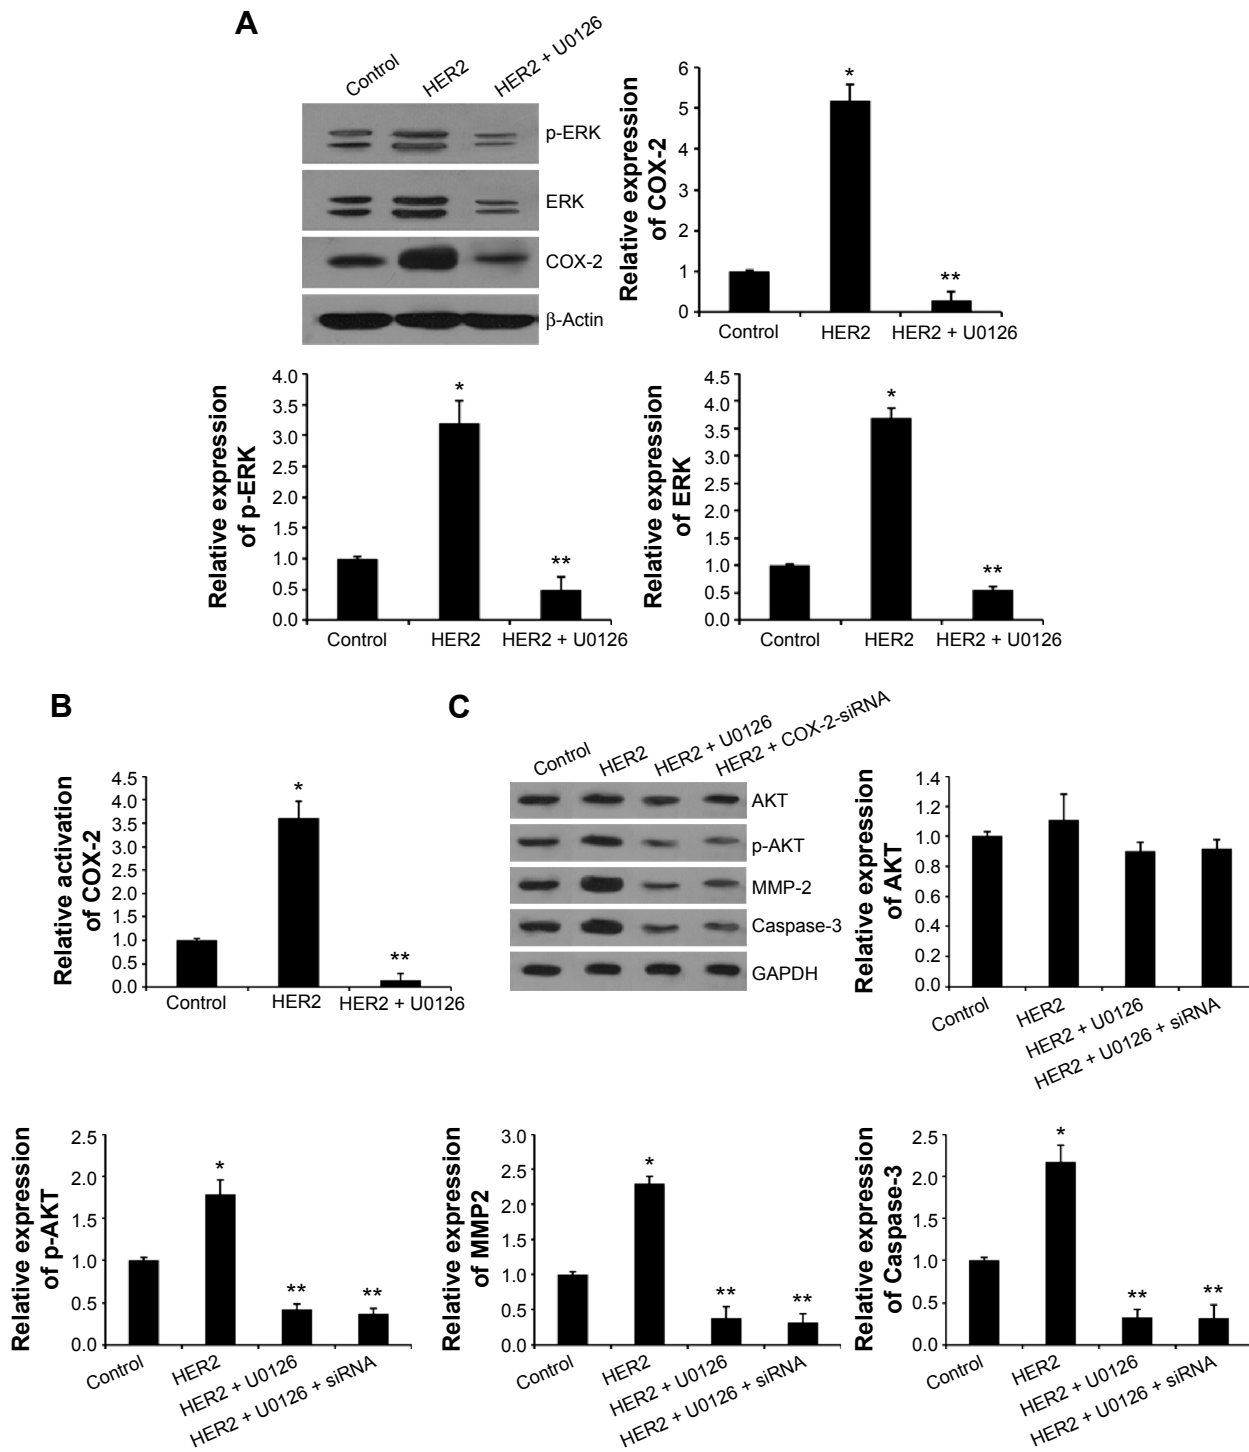 A
Control
HER2
HER2 + U0126
p-ERK
ERK
COX-2
β-Actin
Relative expression
of COX-2
6
5
4
3
2
1
0
*
**
Control
HER2
HER2 + U0126
Relative expression
of p-ERK
4.0
3.5
3.0
2.5
2.0
1.5
1.0
0.5
0.0
*
**
Control
HER2
HER2 + U0126
Relative expression
of ERK
4.5
4.0
3.5
3.0
2.5
2.0
1.5
1.0
0.5
0.0
*
**
Control
HER2
HER2 + U0126
B
Relative activation
of COX-2
4.5
4.0
3.5
3.0
2.5
2.0
1.5
1.0
0.5
0.0
*
**
Control
HER2
HER2 + U0126
C
Control
HER2
HER2 + U0126
HER2 + COX-2-siRNA
AKT
p-AKT
MMP-2
Caspase-3
GAPDH
Relative expression
of AKT
1.4
1.2
1.0
0.8
0.6
0.4
0.2
0.0
Control
HER2
HER2 + U0126
HER2 + U0126 + siRNA
Relative expression
of p-AKT
2.5
2.0
1.5
1.0
0.5
0.0
*
**
**
Control
HER2
HER2 + U0126
HER2 + U0126 + siRNA
Relative expression
of MMP2
3.0
2.5
2.0
1.5
1.0
0.5
0.0
*
**
**
Control
HER2
HER2 + U0126
HER2 + U0126 + siRNA
Relative expression
of Caspase-3
2.5
2.0
1.5
1.0
0.5
0.0
*
**
**
Control
HER2
HER2 + U0126
HER2 + U0126 + siRNA